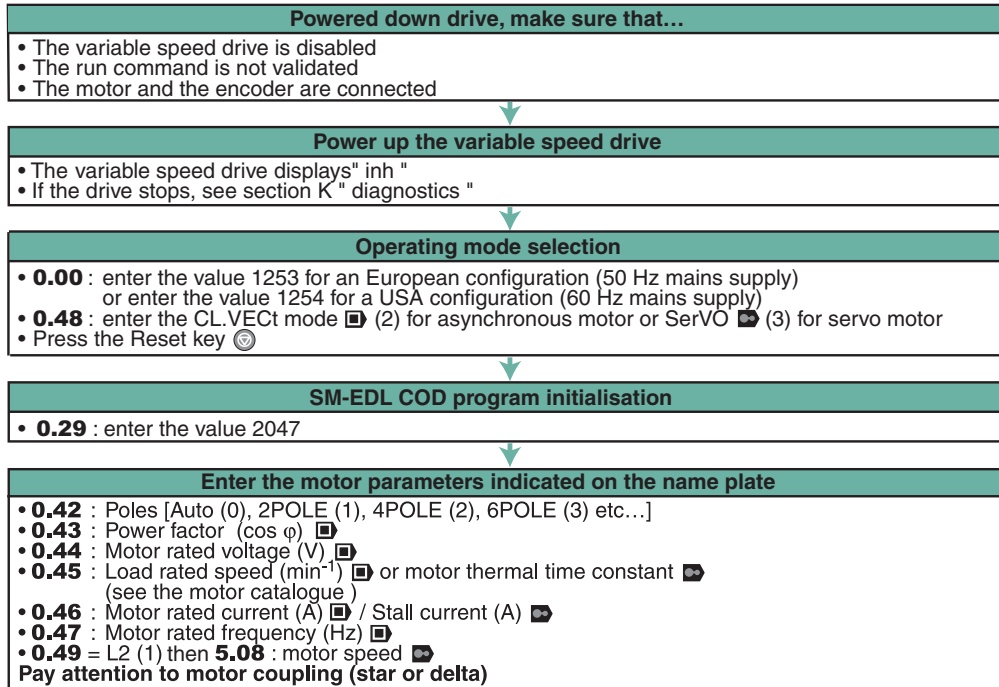 Powered down drive, make sure that…
• The variable speed drive is disabled
• The run command is not validated
• The motor and the encoder are connected
Power up the variable speed drive
• The variable speed drive displays" inh "
• If the drive stops, see section K " diagnostics "
Operating mode selection
• 0.00 : enter the value 1253 for an European configuration (50 Hz mains supply)
or enter the value 1254 for a USA configuration (60 Hz mains supply)
• 0.48 : enter the CL.VECt mode (2) for asynchronous motor or SerVO (3) for servo motor
• Press the Reset key
SM-EDL COD program initialisation
• 0.29 : enter the value 2047
Enter the motor parameters indicated on the name plate
• 0.42 : Poles [Auto (0), 2POLE (1), 4POLE (2), 6POLE (3) etc…]
• 0.43 : Power factor (cos φ)
• 0.44 : Motor rated voltage (V)
• 0.45 : Load rated speed (min⁻¹) or motor thermal time constant
(see the motor catalogue )
• 0.46 : Motor rated current (A) / Stall current (A)
• 0.47 : Motor rated frequency (Hz)
• 0.49 = L2 (1) then 5.08 : motor speed
Pay attention to motor coupling (star or delta)